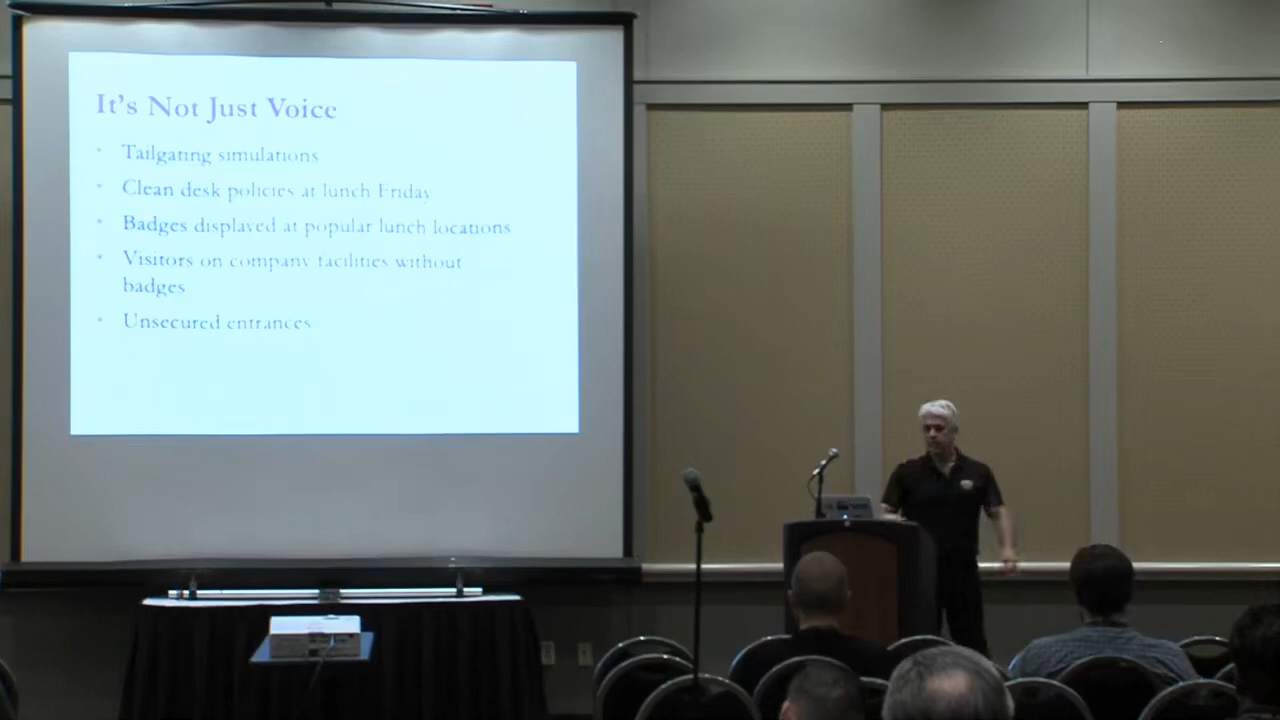 It's Not Just Voice
Tailgating simulations
Clean desk policies at lunch Friday
Badges displayed at popular lunch locations
Visitors on company facilities without
badges
Unsecured entrances